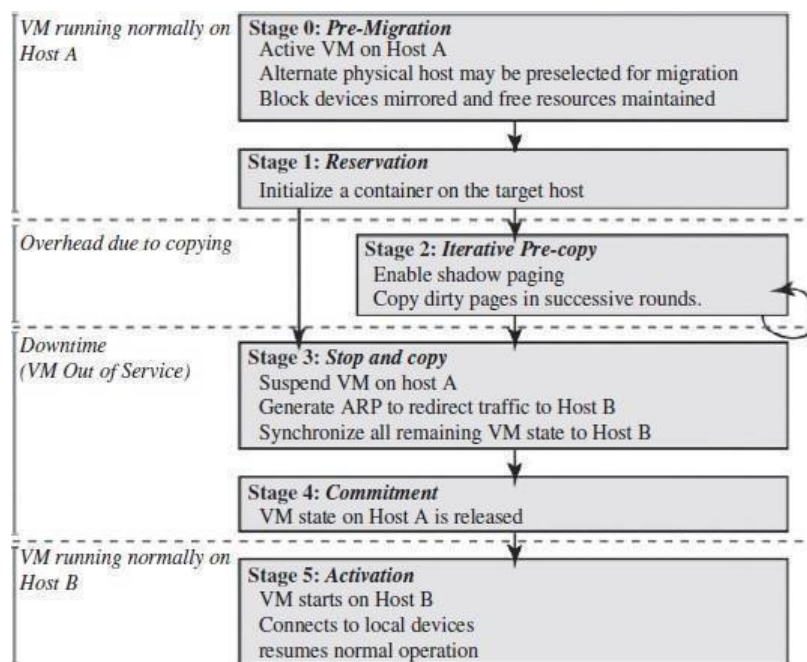 VM running normally on
Host A
Stage 0: Pre-Migration
Active VM on Host A
Alternate physical host may be preselected for migration
Block devices mirrored and free resources maintained
Stage 1: Reservation
Initialize a container on the target host
Overhead due to copying
Stage 2: Iterative Pre-copy
Enable shadow paging
Copy dirty pages in successive rounds.
Downtime
(VM Out of Service)
Stage 3: Stop and copy
Suspend VM on host A
Generate ARP to redirect traffic to Host B
Synchronize all remaining VM state to Host B
Stage 4: Commitment
VM state on Host A is released
VM running normally on
Host B
Stage 5: Activation
VM starts on Host B
Connects to local devices
resumes normal operation